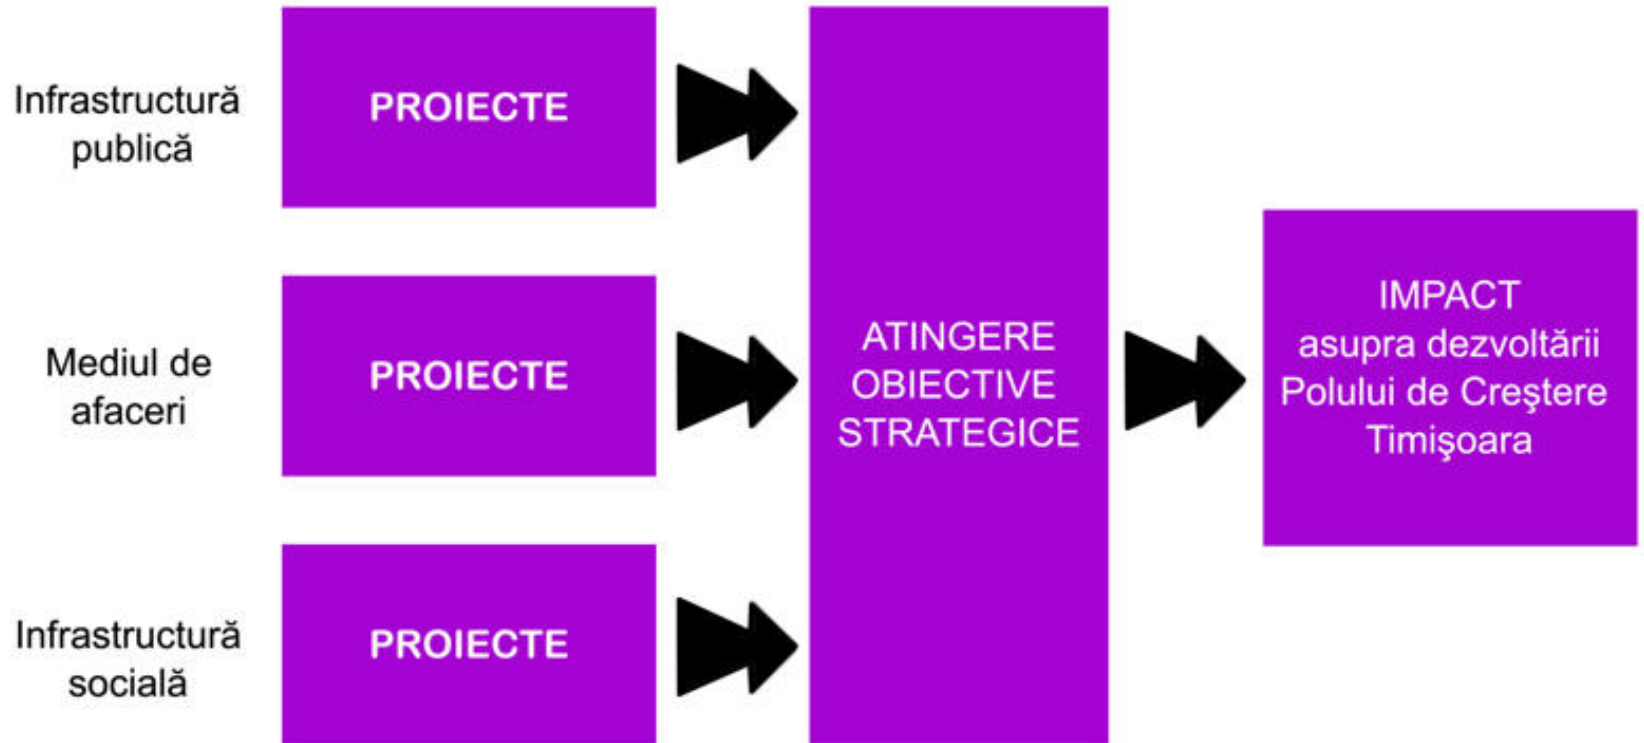 Infrastructură
publică
PROIECTE
Mediul de
afaceri
PROIECTE
Infrastructură
socială
PROIECTE
ATINGERE
OBIECTIVE
STRATEGICE
IMPACT
asupra dezvoltării
Polului de Creştere
Timişoara